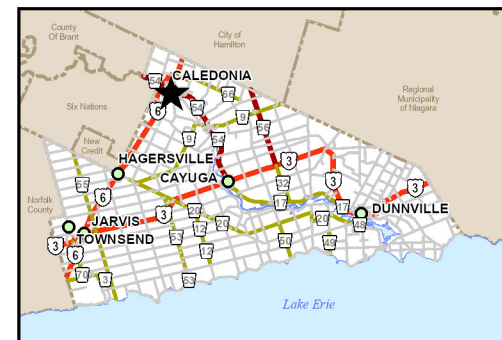 County
Of Brant
City of
Hamilton
54
CALEDONIA
Six Nations
6
54
66
Regional
Municipality
of Niagara
9
56
New
Credit
9
54
HAGERSVILLE
3
CAYUGA
3
3
55
32
6
17
17
Norfolk
County
3
20
DUNNVILLE
JARVIS
20
20
48
TOWNSEND
53
12
3
6
12
50
49
70
3
53
Lake Erie